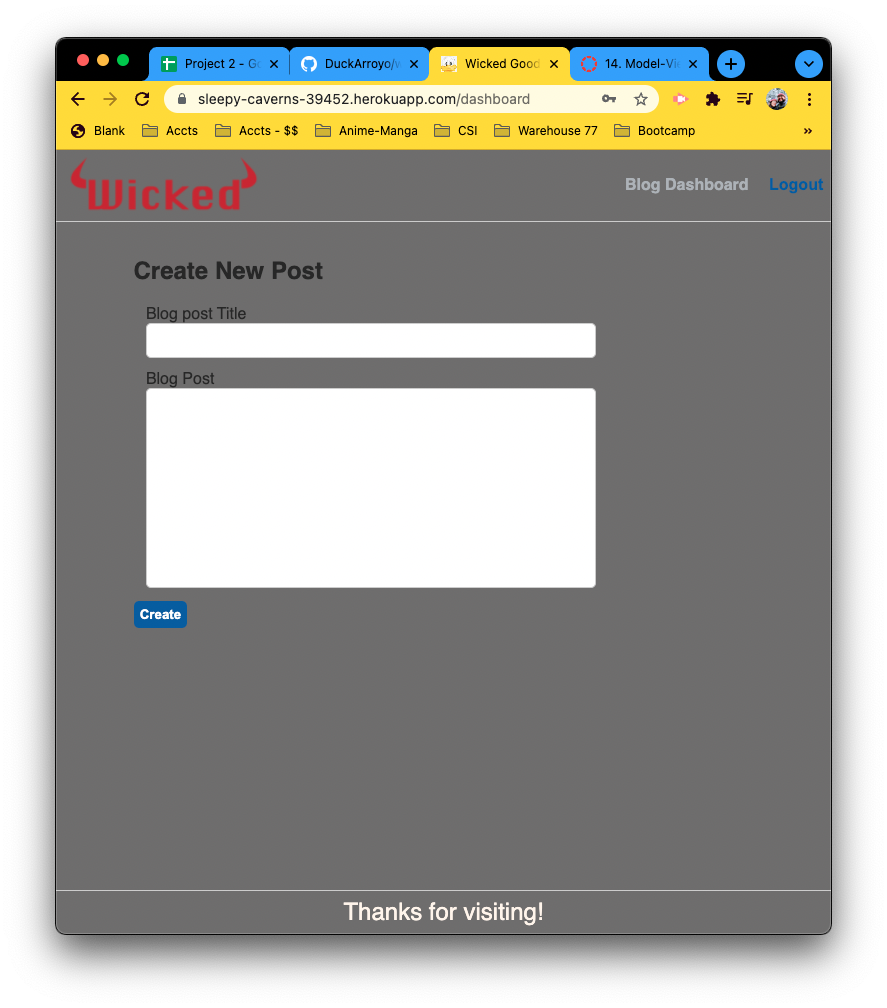 Project 2 - Go
DuckArroyo/w
Wicked Good
14. Model-Vi
sleepy-caverns-39452.herokuapp.com/dashboard
Blank Accts Accts - $$ Anime-Manga CSI Warehouse 77 Bootcamp »
Wicked
Blog Dashboard Logout
Create New Post
Blog post Title
Blog Post
Create
Thanks for visiting!